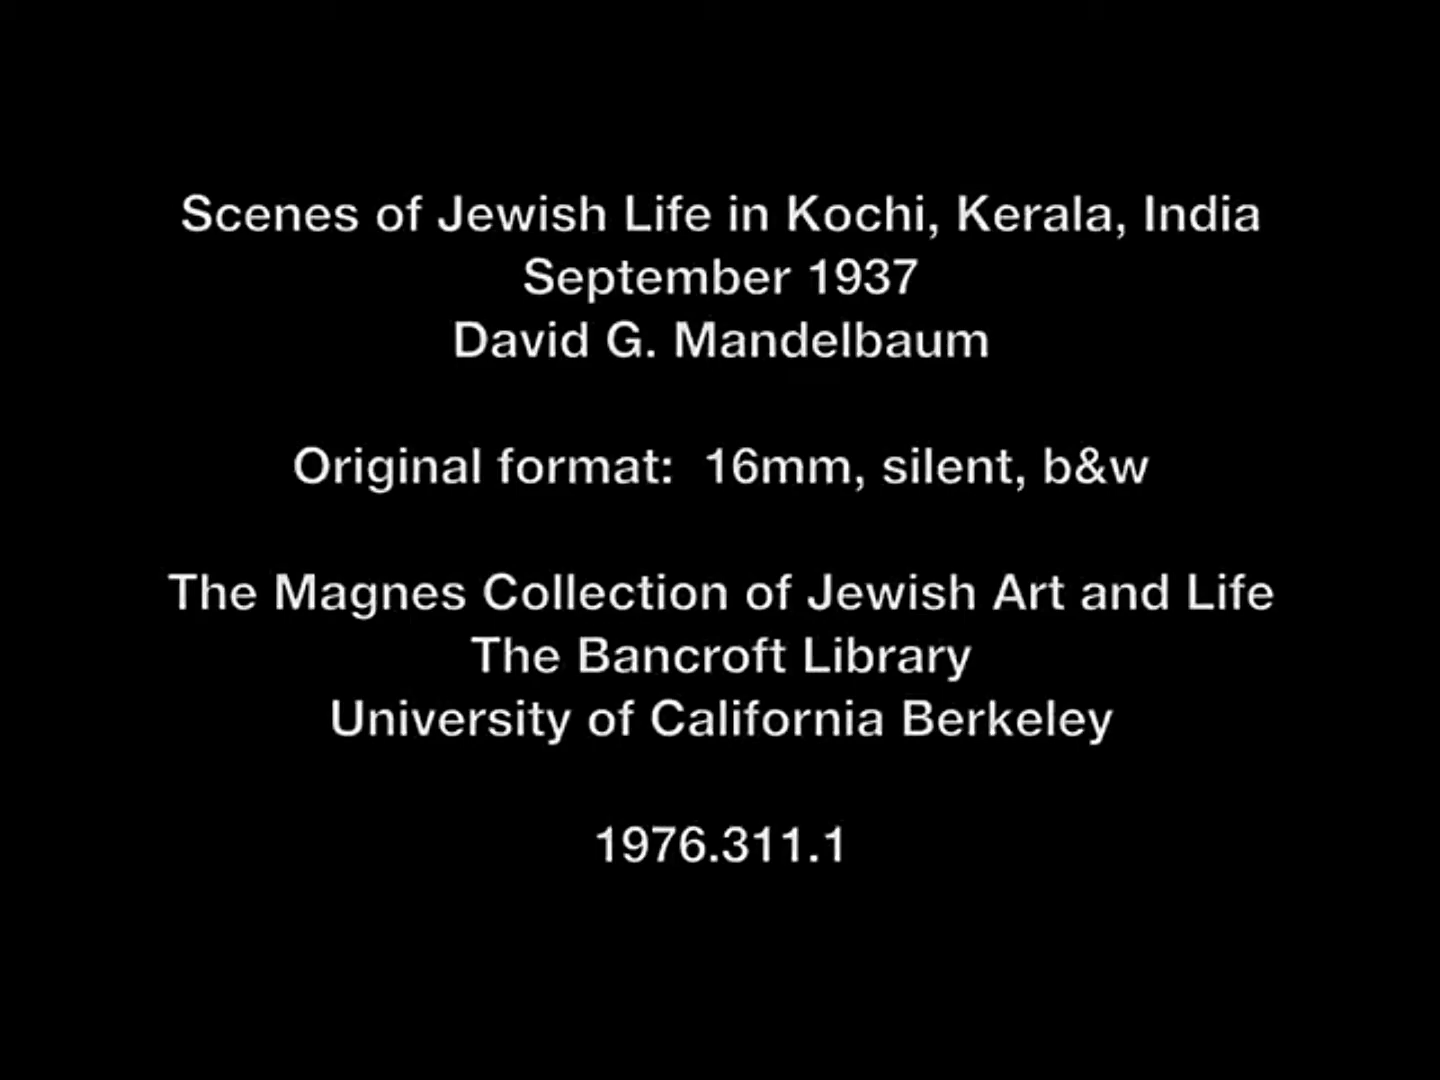 Scenes of Jewish Life in Kochi, Kerala, India
September 1937
David G. Mandelbaum
Original format:  16mm, silent, b&w
The Magnes Collection of Jewish Art and Life
The Bancroft Library
University of California Berkeley
1976.311.1